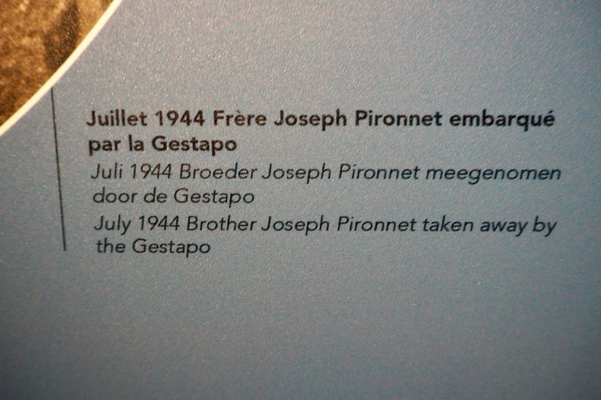 Juillet 1944 Frère Joseph Pironnet embarqué
par la Gestapo
Juli 1944 Broeder Joseph Pironnet meegenomen
door de Gestapo
July 1944 Brother Joseph Pironnet taken away by
the Gestapo